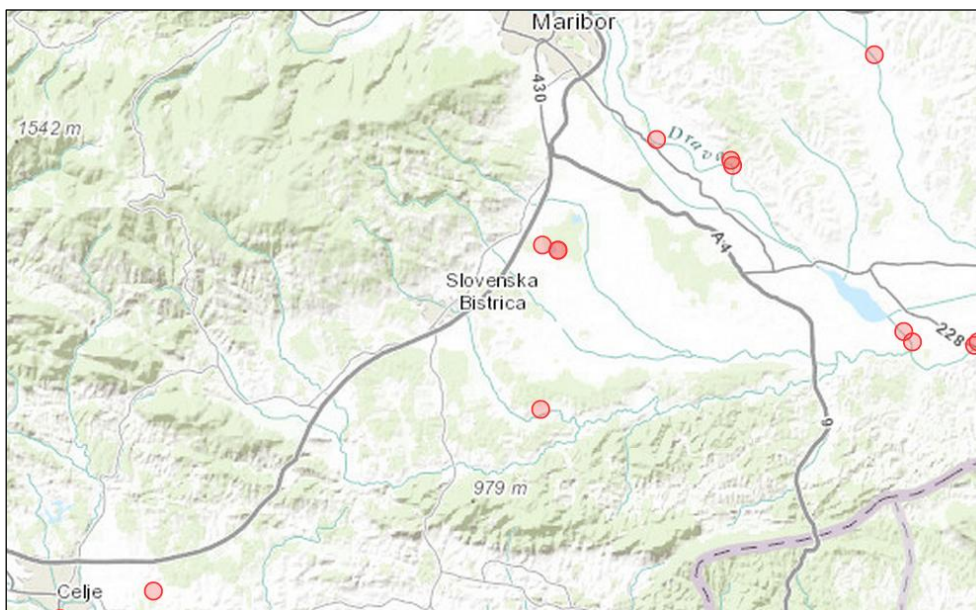 Maribor
430
1542 m
Drava
A4
Slovenska
Bistrica
228
9
979 m
Celje